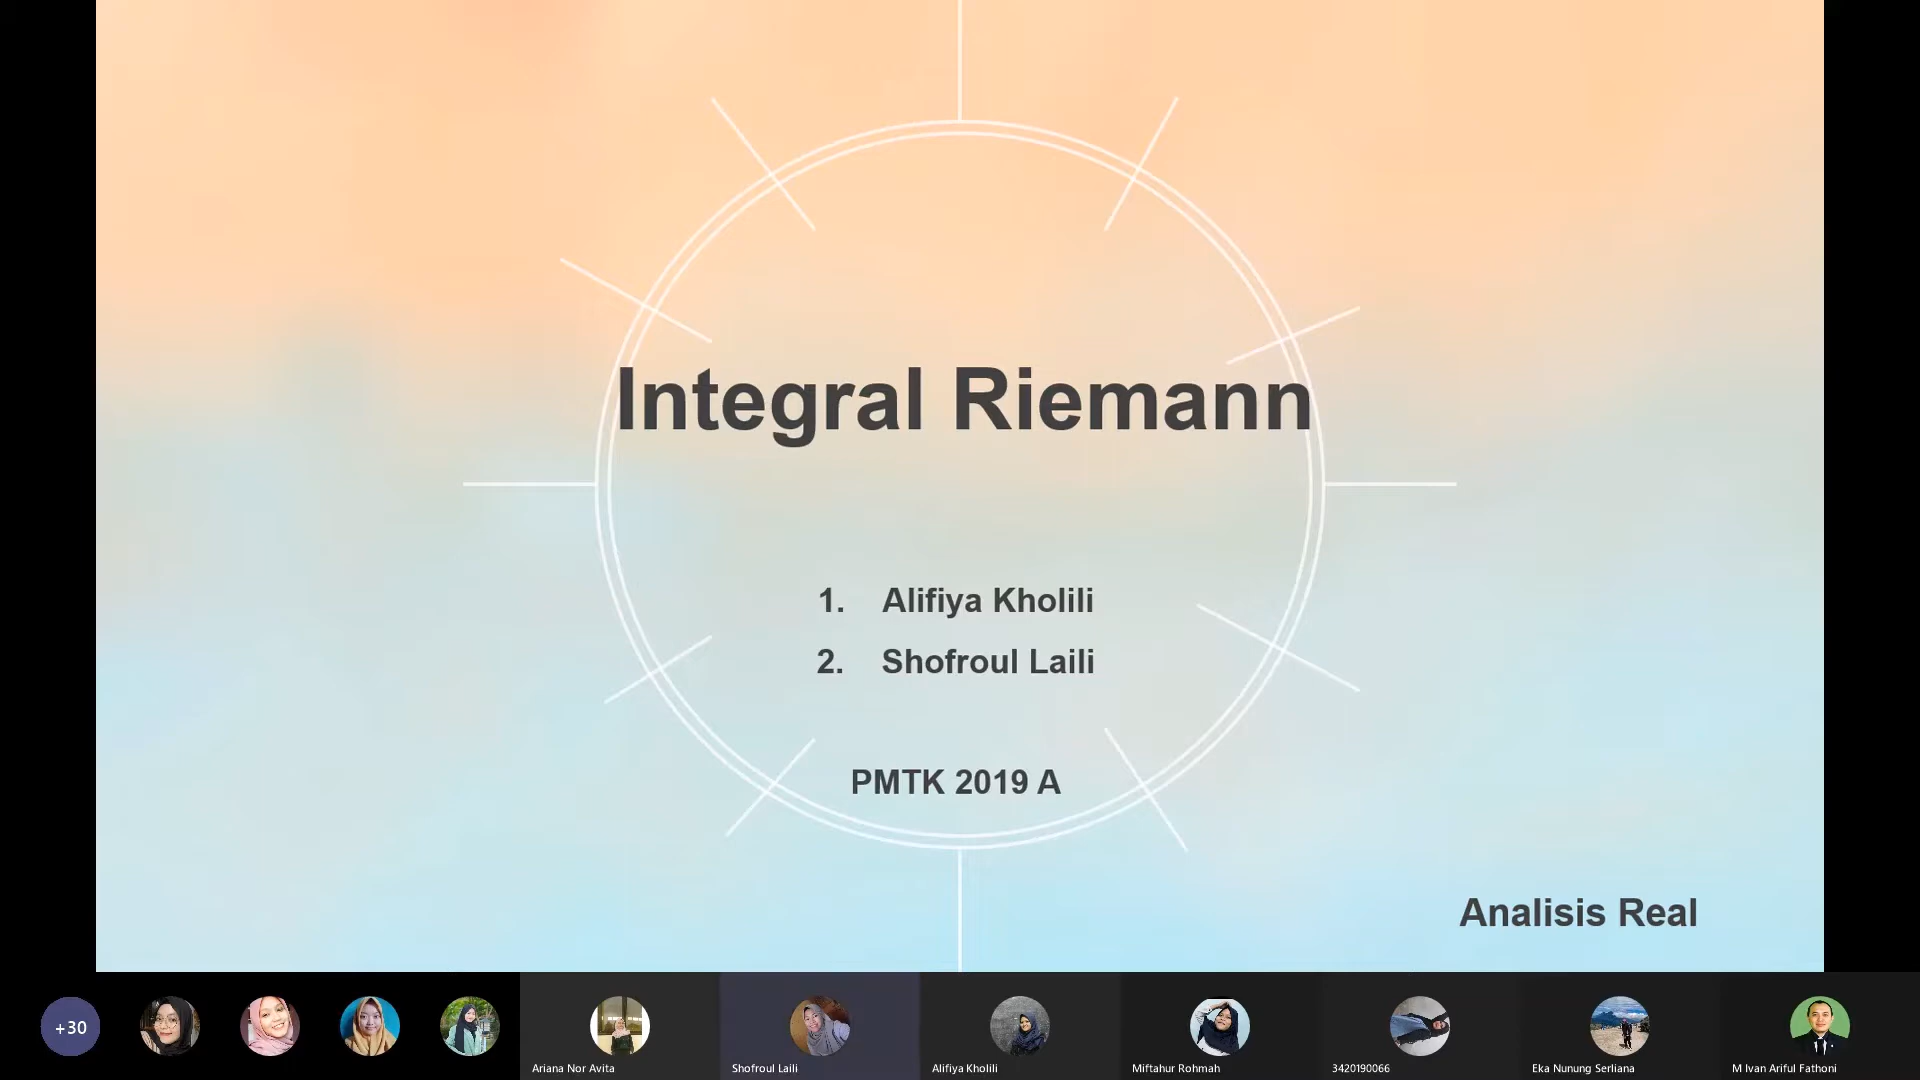 Integral Riemann
1. Alifiya Kholili
2. Shofroul Laili
PMTK 2019 A
Analisis Real
+30
Ariana Nor Avita
Shofroul Laili
Alifiya Kholili
Miftahur Rohmah
3420190066
Eka Nunung Serliana
M Ivan Ariful Fathoni